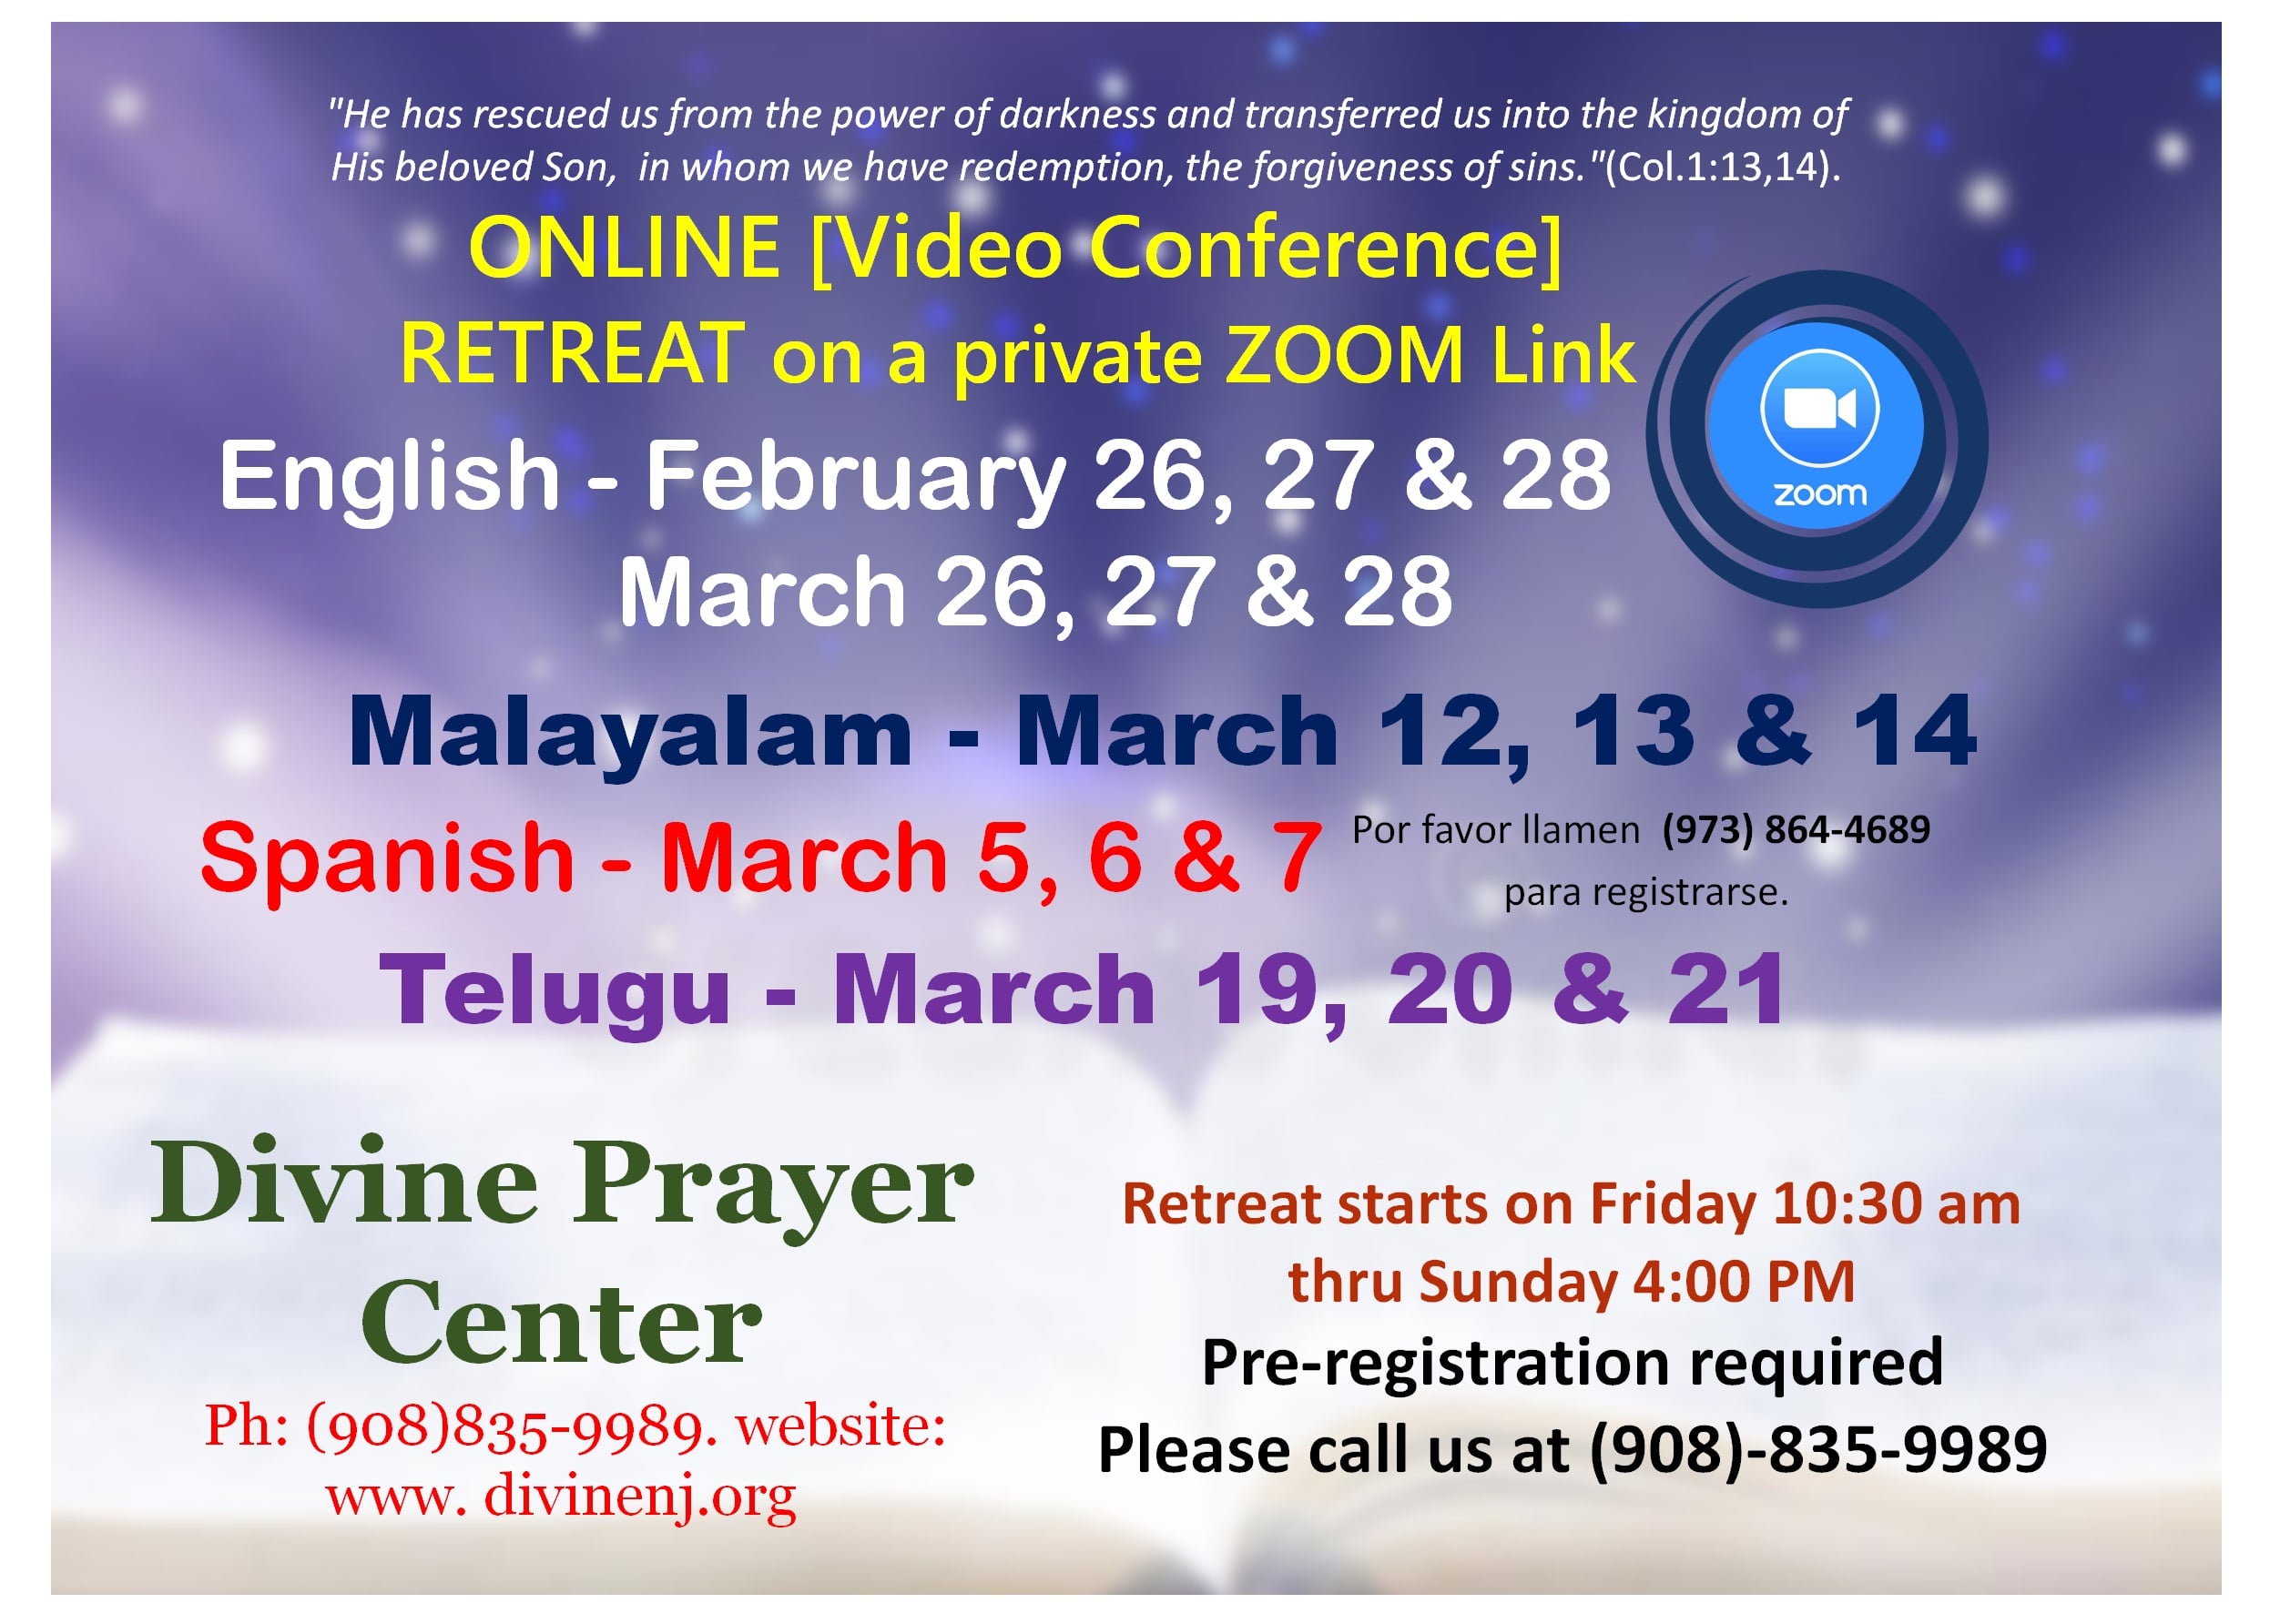 "He has rescued us from the power of darkness and transferred us into the kingdom of
His beloved Son,  in whom we have redemption, the forgiveness of sins."(Col.1:13,14).
ONLINE [Video Conference]
RETREAT on a private ZOOM Link
zoom
English - February 26, 27 & 28
March 26, 27 & 28
Malayalam - March 12, 13 & 14
Spanish - March 5, 6 & 7
Por favor llamen  (973) 864-4689
para registrarse.
Telugu - March 19, 20 & 21
Divine Prayer
Center
Ph: (908)835-9989. website:
www. divinenj.org
Retreat starts on Friday 10:30 am
thru Sunday 4:00 PM
Pre-registration required
Please call us at (908)-835-9989